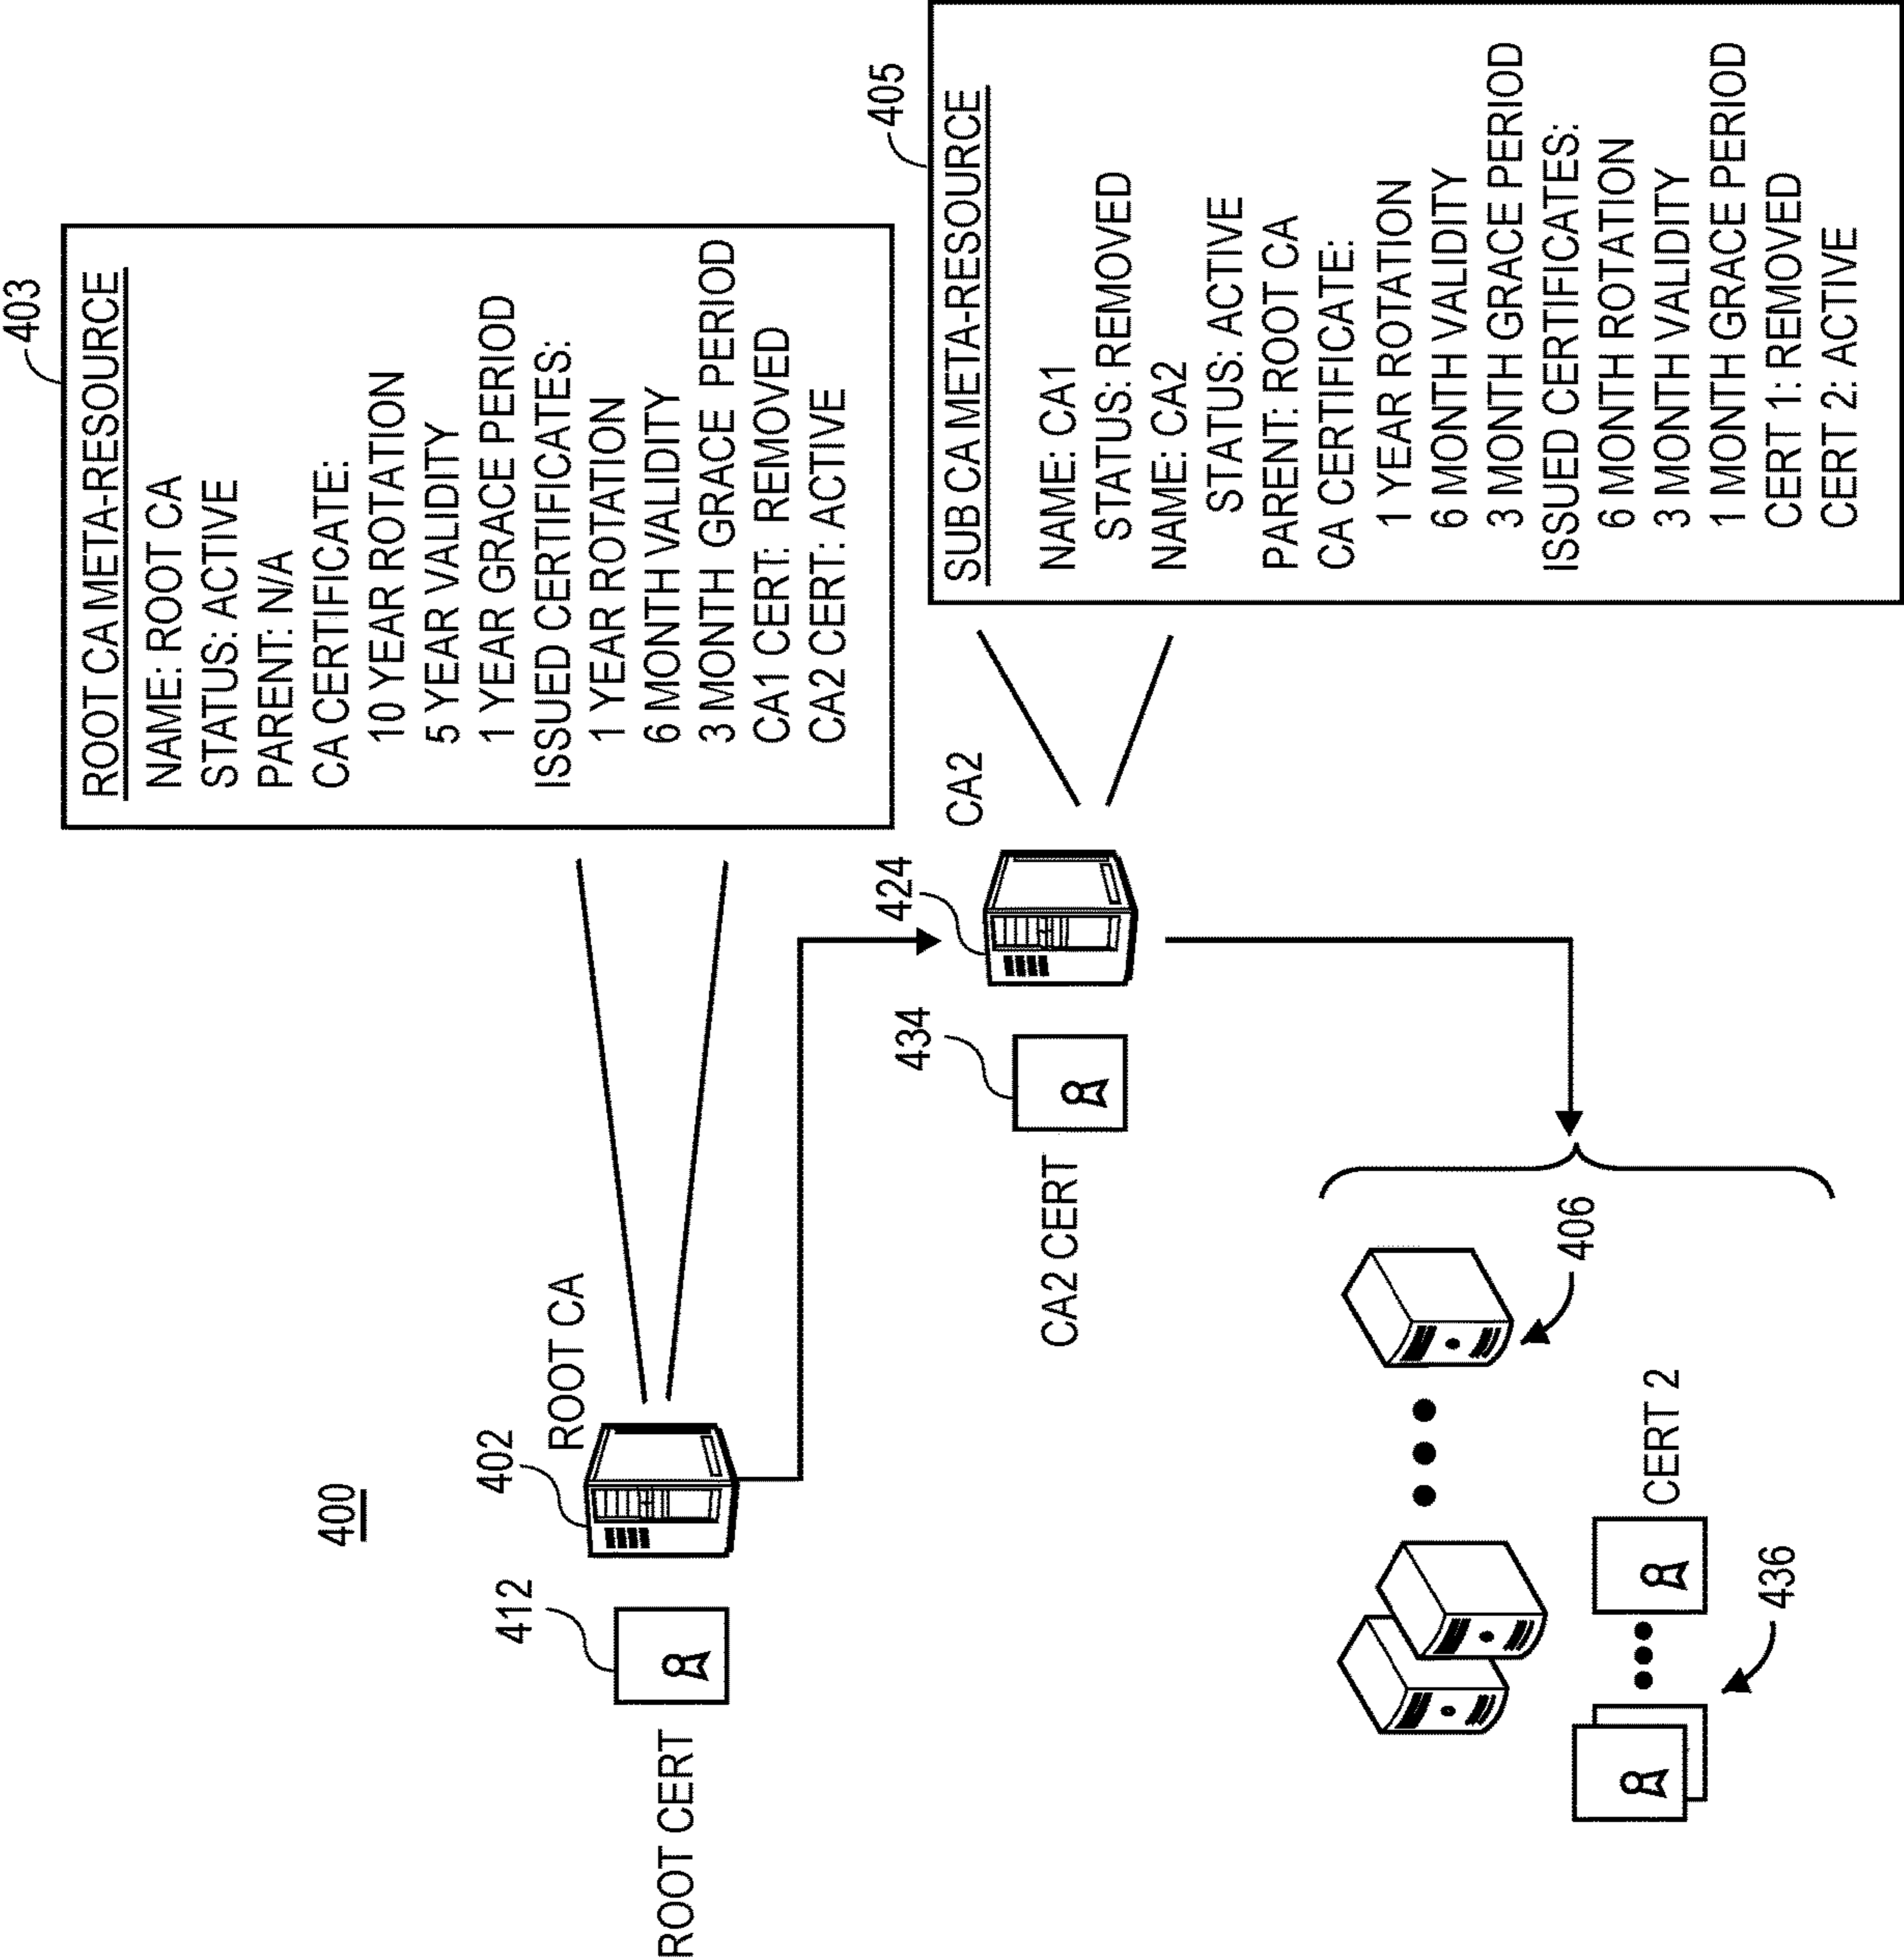 400
403
ROOT CA META-RESOURCE
NAME: ROOT CA
STATUS: ACTIVE
PARENT: N/A
CA CERTIFICATE:
10 YEAR ROTATION
5 YEAR VALIDITY
1 YEAR GRACE PERIOD
ISSUED CERTIFICATES:
1 YEAR ROTATION
6 MONTH VALIDITY
3 MONTH GRACE PERIOD
CA1 CERT: REMOVED
CA2 CERT: ACTIVE
412
402
ROOT CA
ROOT CERT
405
SUB CA META-RESOURCE
NAME: CA1
STATUS: REMOVED
NAME: CA2
STATUS: ACTIVE
PARENT: ROOT CA
CA CERTIFICATE:
1 YEAR ROTATION
6 MONTH VALIDITY
3 MONTH GRACE PERIOD
ISSUED CERTIFICATES:
6 MONTH ROTATION
3 MONTH VALIDITY
1 MONTH GRACE PERIOD
CERT 1: REMOVED
CERT 2: ACTIVE
434
424
CA2
CA2 CERT
406
CERT 2
436